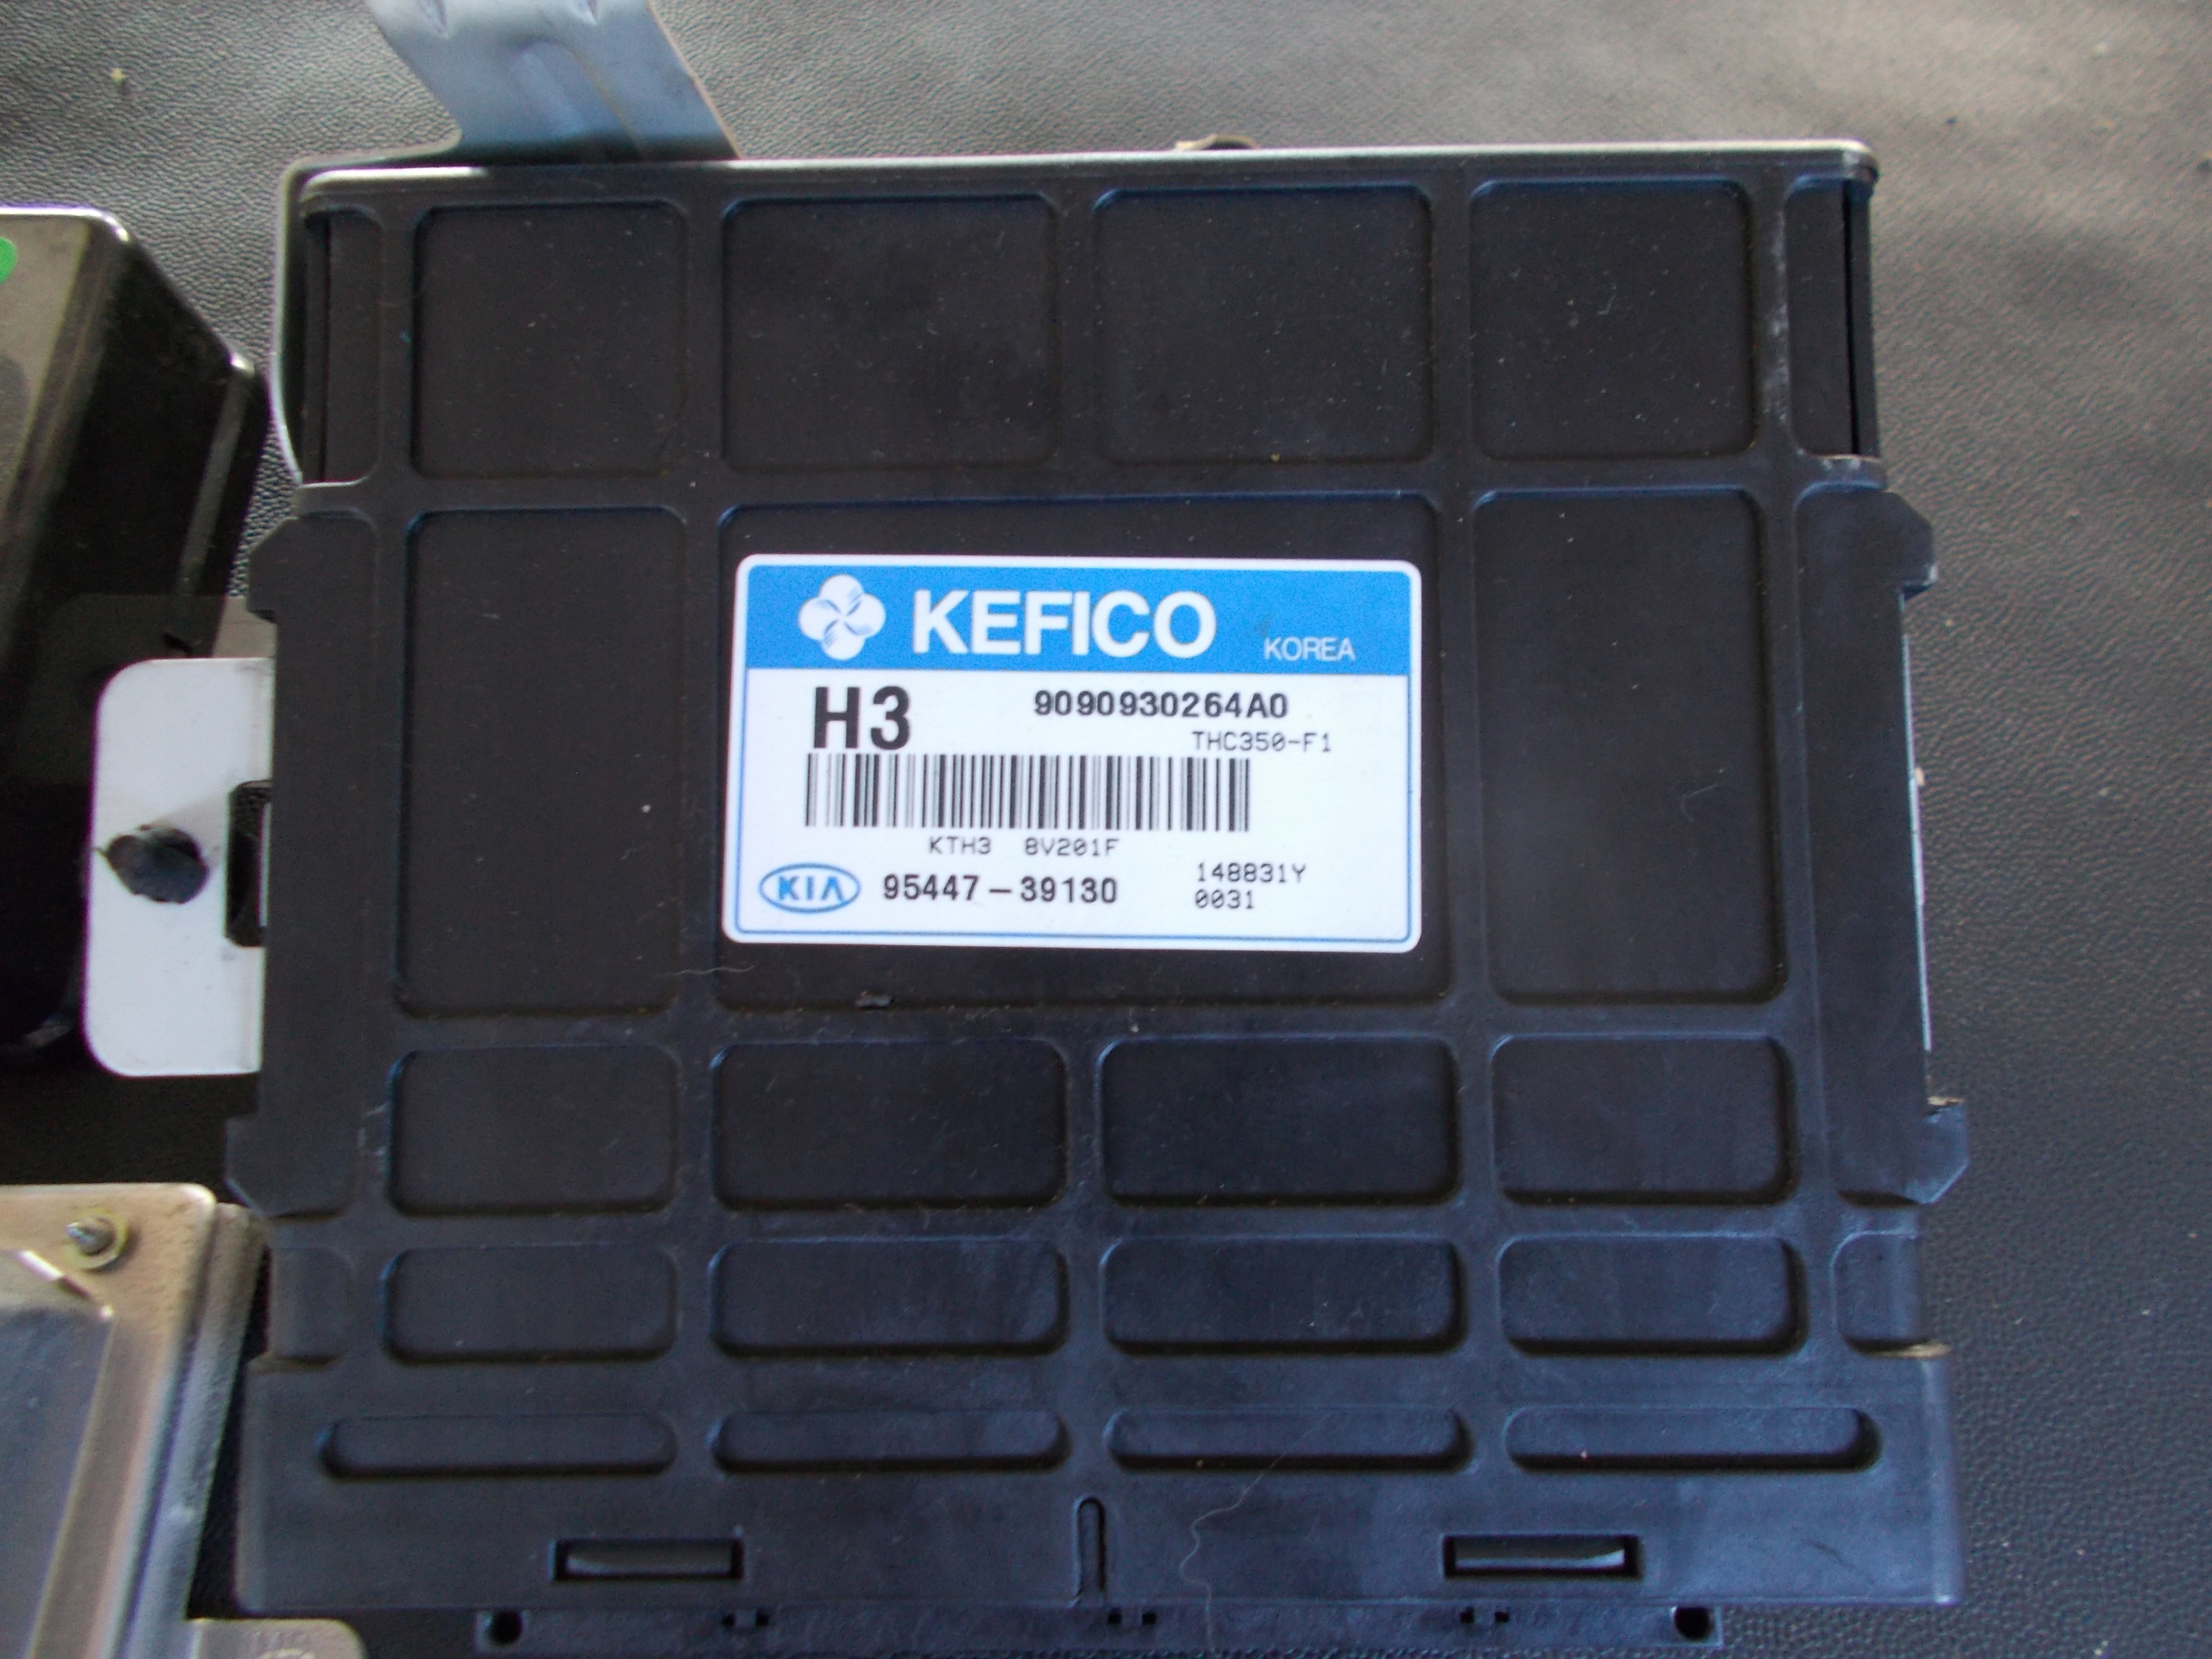 KEFICO KOREA
H3 9090930264A0
THC350-F1
KTH3 8V201F
KIA 95447-39130 148831Y
0031